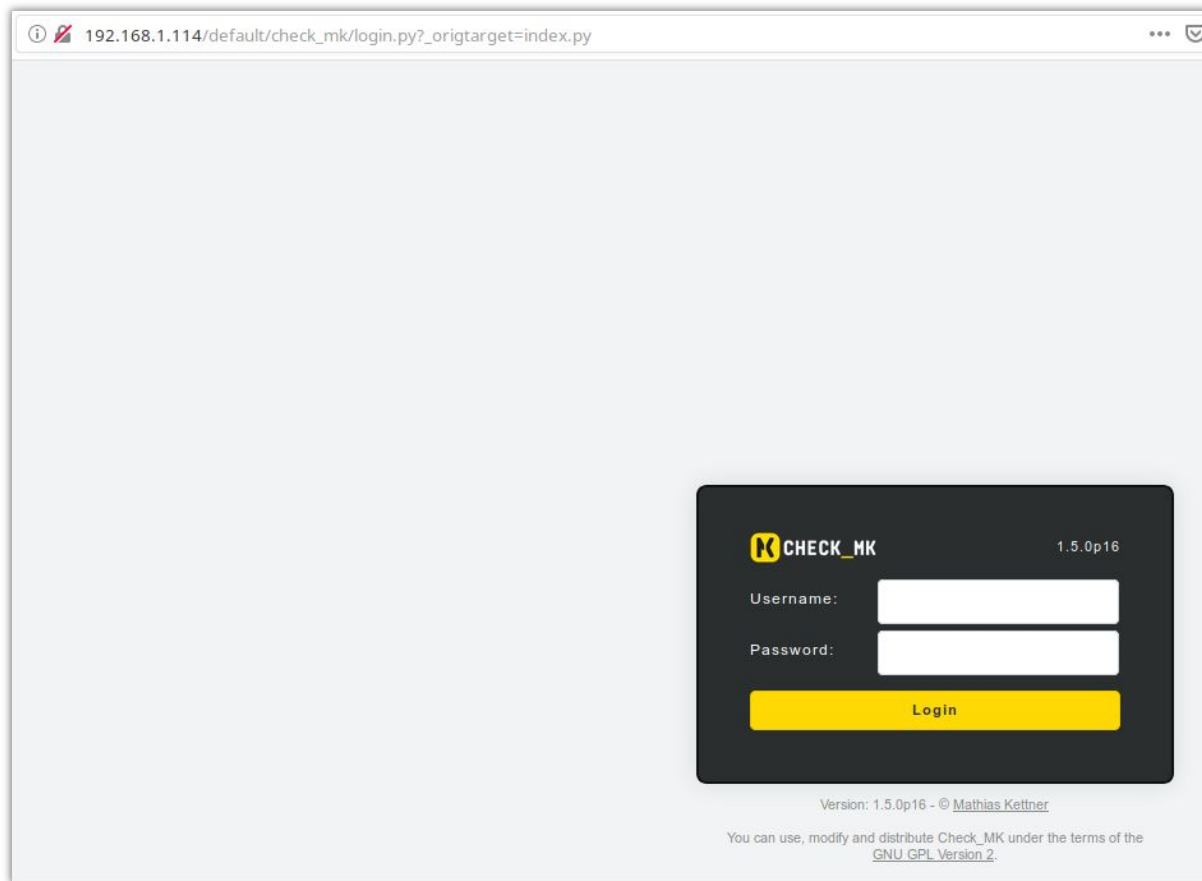 192.168.1.114/default/check_mk/login.py?_origtarget=index.py
CHECK_MK 1.5.0p16
Username:
Password:
Login
Version: 1.5.0p16 - © Mathias Kettner
You can use, modify and distribute Check_MK under the terms of the
GNU GPL Version 2.